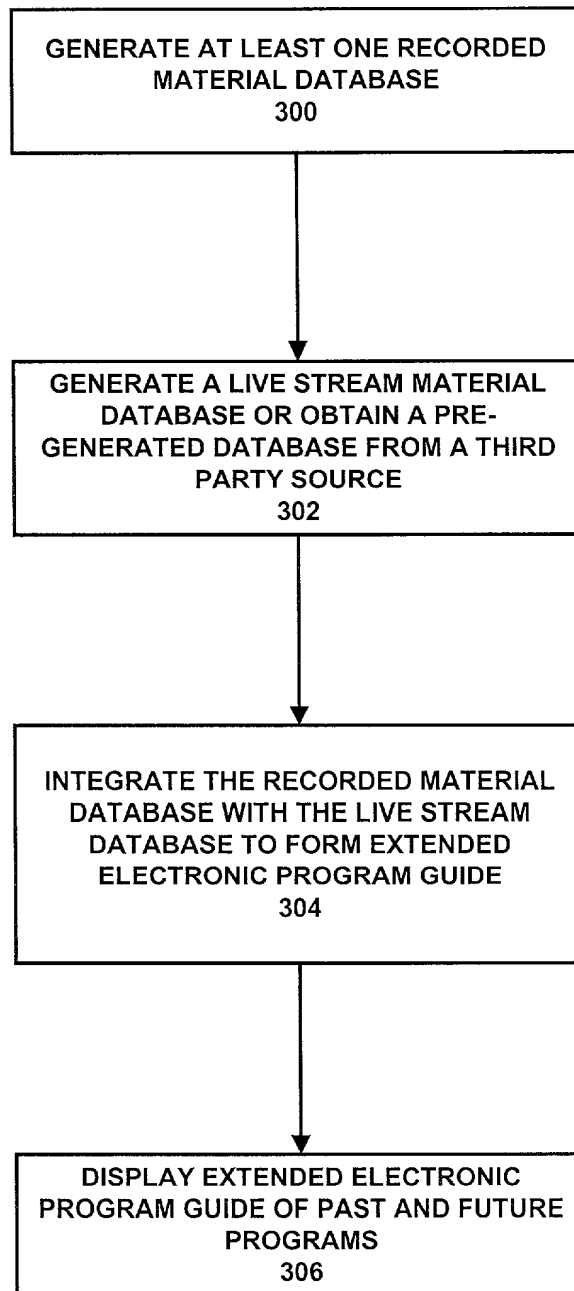 GENERATE AT LEAST ONE RECORDED
MATERIAL DATABASE
300
GENERATE A LIVE STREAM MATERIAL
DATABASE OR OBTAIN A PRE-
GENERATED DATABASE FROM A THIRD
PARTY SOURCE
302
INTEGRATE THE RECORDED MATERIAL
DATABASE WITH THE LIVE STREAM
DATABASE TO FORM EXTENDED
ELECTRONIC PROGRAM GUIDE
304
DISPLAY EXTENDED ELECTRONIC
PROGRAM GUIDE OF PAST AND FUTURE
PROGRAMS
306